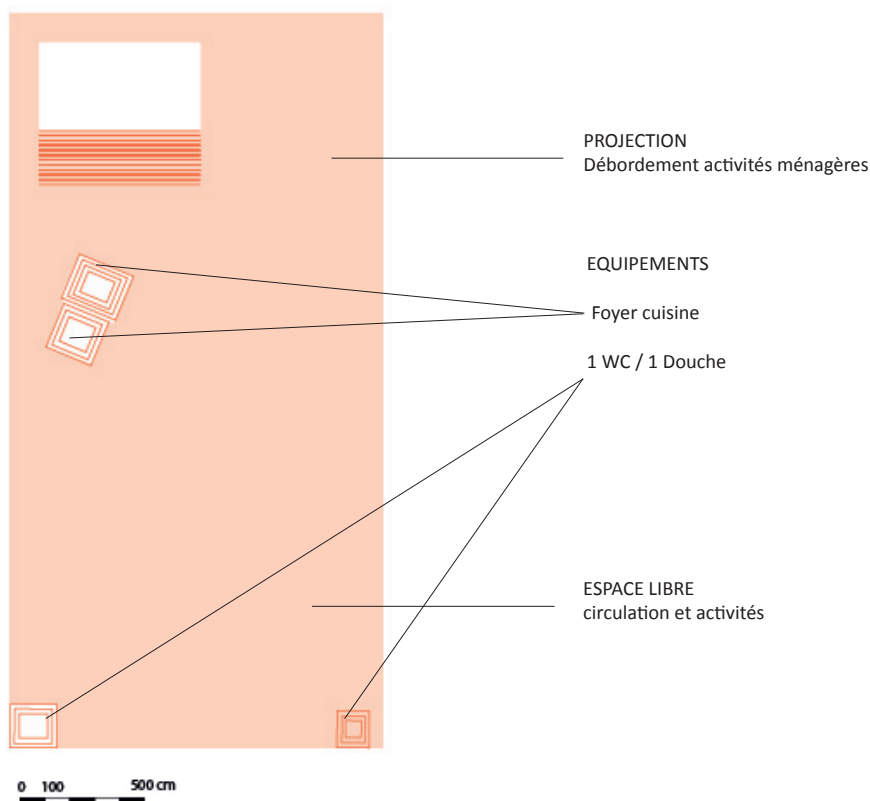 PROJECTION
Débordement activités ménagères
EQUIPEMENTS
Foyer cuisine
1 WC / 1 Douche
ESPACE LIBRE
circulation et activités
0 100 500 cm